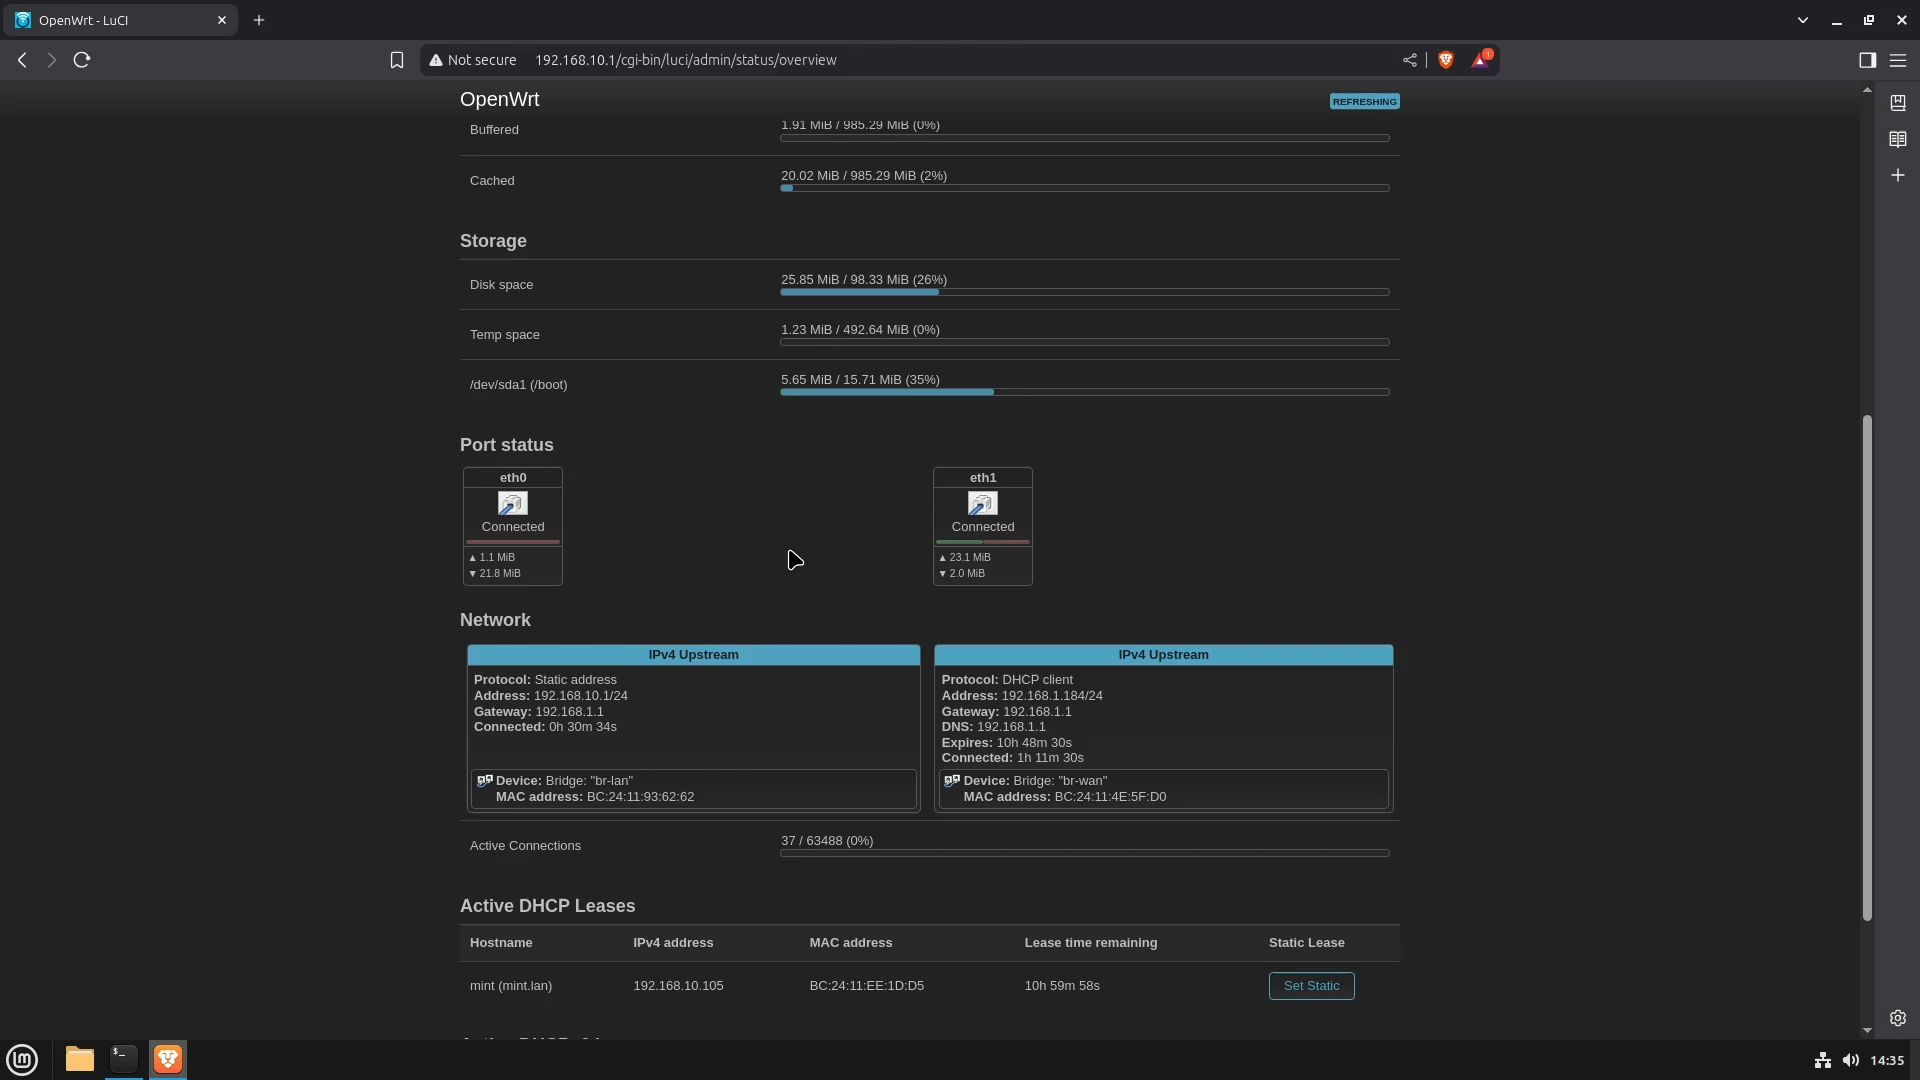 OpenWrt - LuCI
Not secure 192.168.10.1/cgi-bin/luci/admin/status/overview
1
OpenWrt
REFRESHING
Buffered 1.91 MiB / 985.29 MiB (0%)
Cached 20.02 MiB / 985.29 MiB (2%)
Storage
Disk space 25.85 MiB / 98.33 MiB (26%)
Temp space 1.23 MiB / 492.64 MiB (0%)
/dev/sda1 (/boot) 5.65 MiB / 15.71 MiB (35%)
Port status
eth0
Connected
▲ 1.1 MiB
▼ 21.8 MiB
eth1
Connected
▲ 23.1 MiB
▼ 2.0 MiB
Network
IPv4 Upstream
Protocol: Static address
Address: 192.168.10.1/24
Gateway: 192.168.1.1
Connected: 0h 30m 34s
Device: Bridge: "br-lan"
MAC address: BC:24:11:93:62:62
IPv4 Upstream
Protocol: DHCP client
Address: 192.168.1.184/24
Gateway: 192.168.1.1
DNS: 192.168.1.1
Expires: 10h 48m 30s
Connected: 1h 11m 30s
Device: Bridge: "br-wan"
MAC address: BC:24:11:4E:5F:D0
Active Connections 37 / 63488 (0%)
Active DHCP Leases
Hostname IPv4 address MAC address Lease time remaining Static Lease
mint (mint.lan) 192.168.10.105 BC:24:11:EE:1D:D5 10h 59m 58s Set Static
14:35